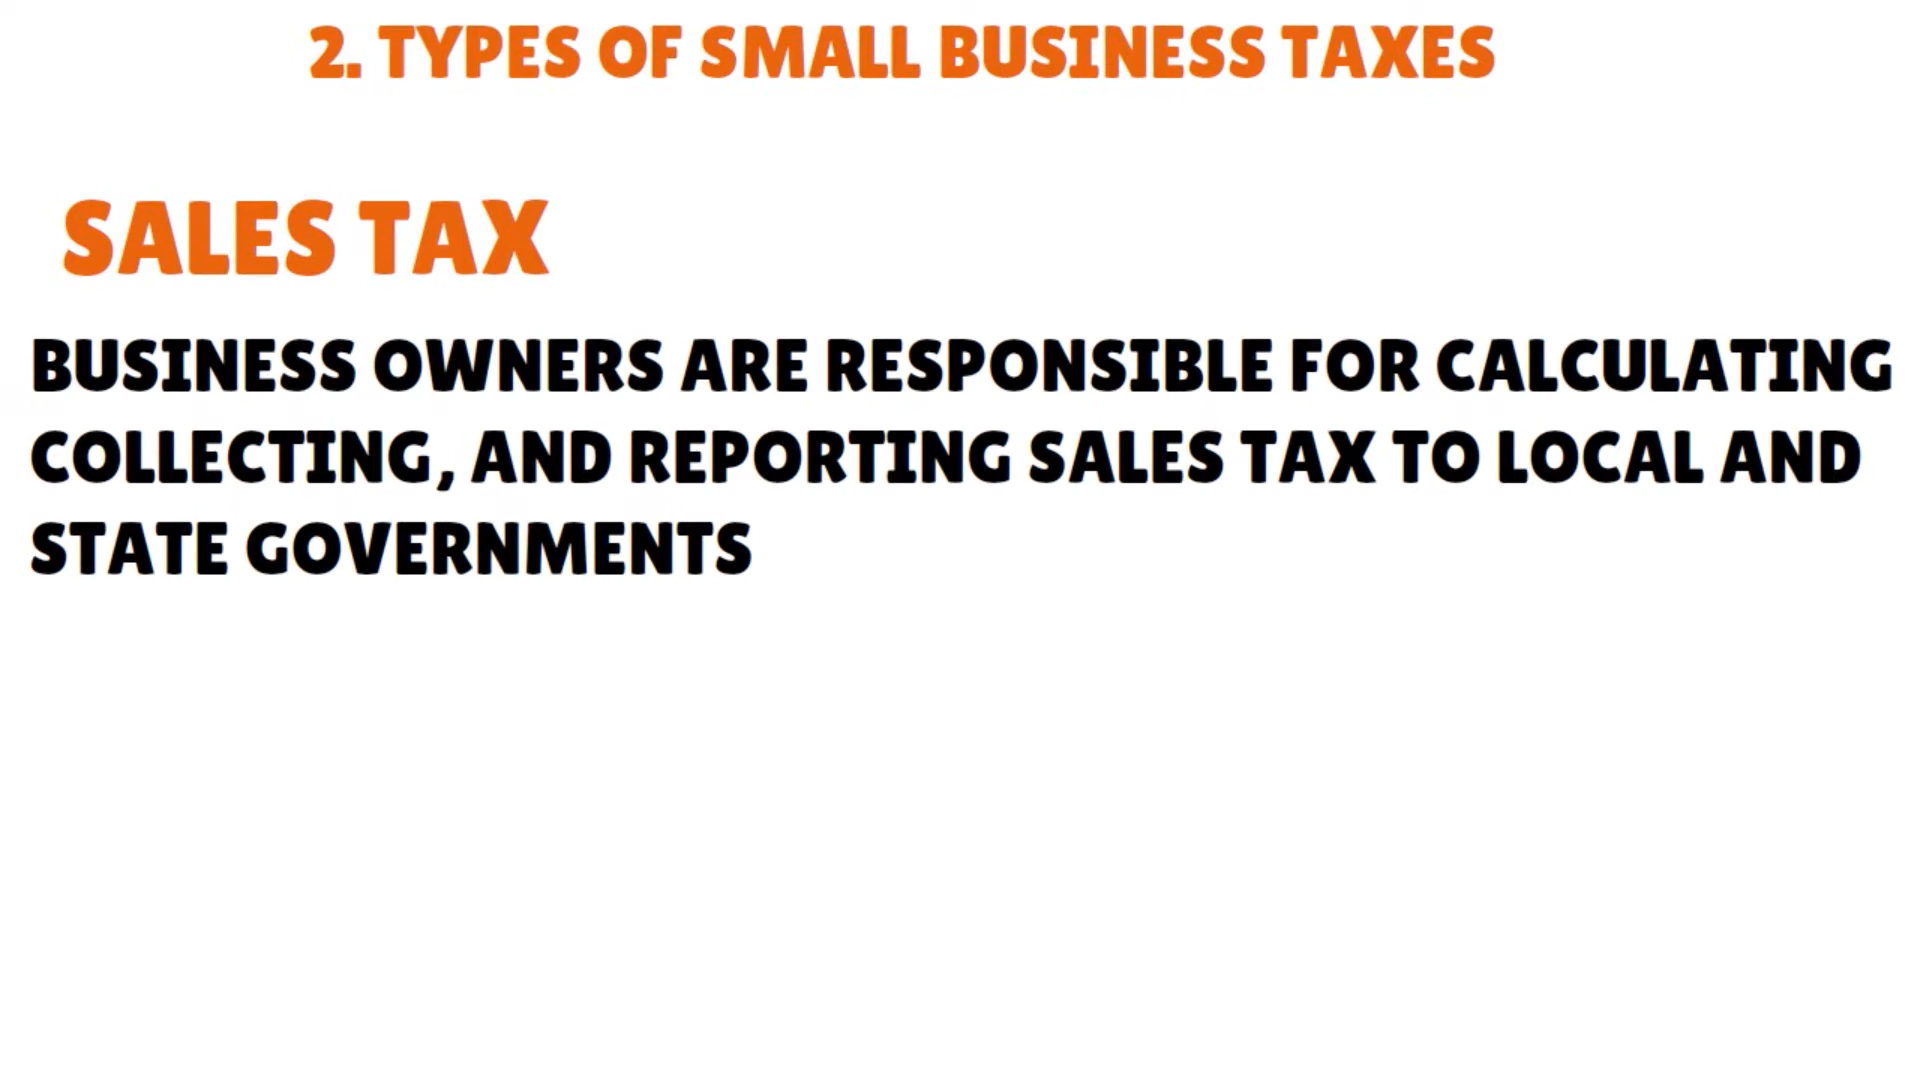 2. TYPES OF SMALL BUSINESS TAXES
SALES TAX
BUSINESS OWNERS ARE RESPONSIBLE FOR CALCULATING
COLLECTING, AND REPORTING SALES TAX TO LOCAL AND
STATE GOVERNMENTS